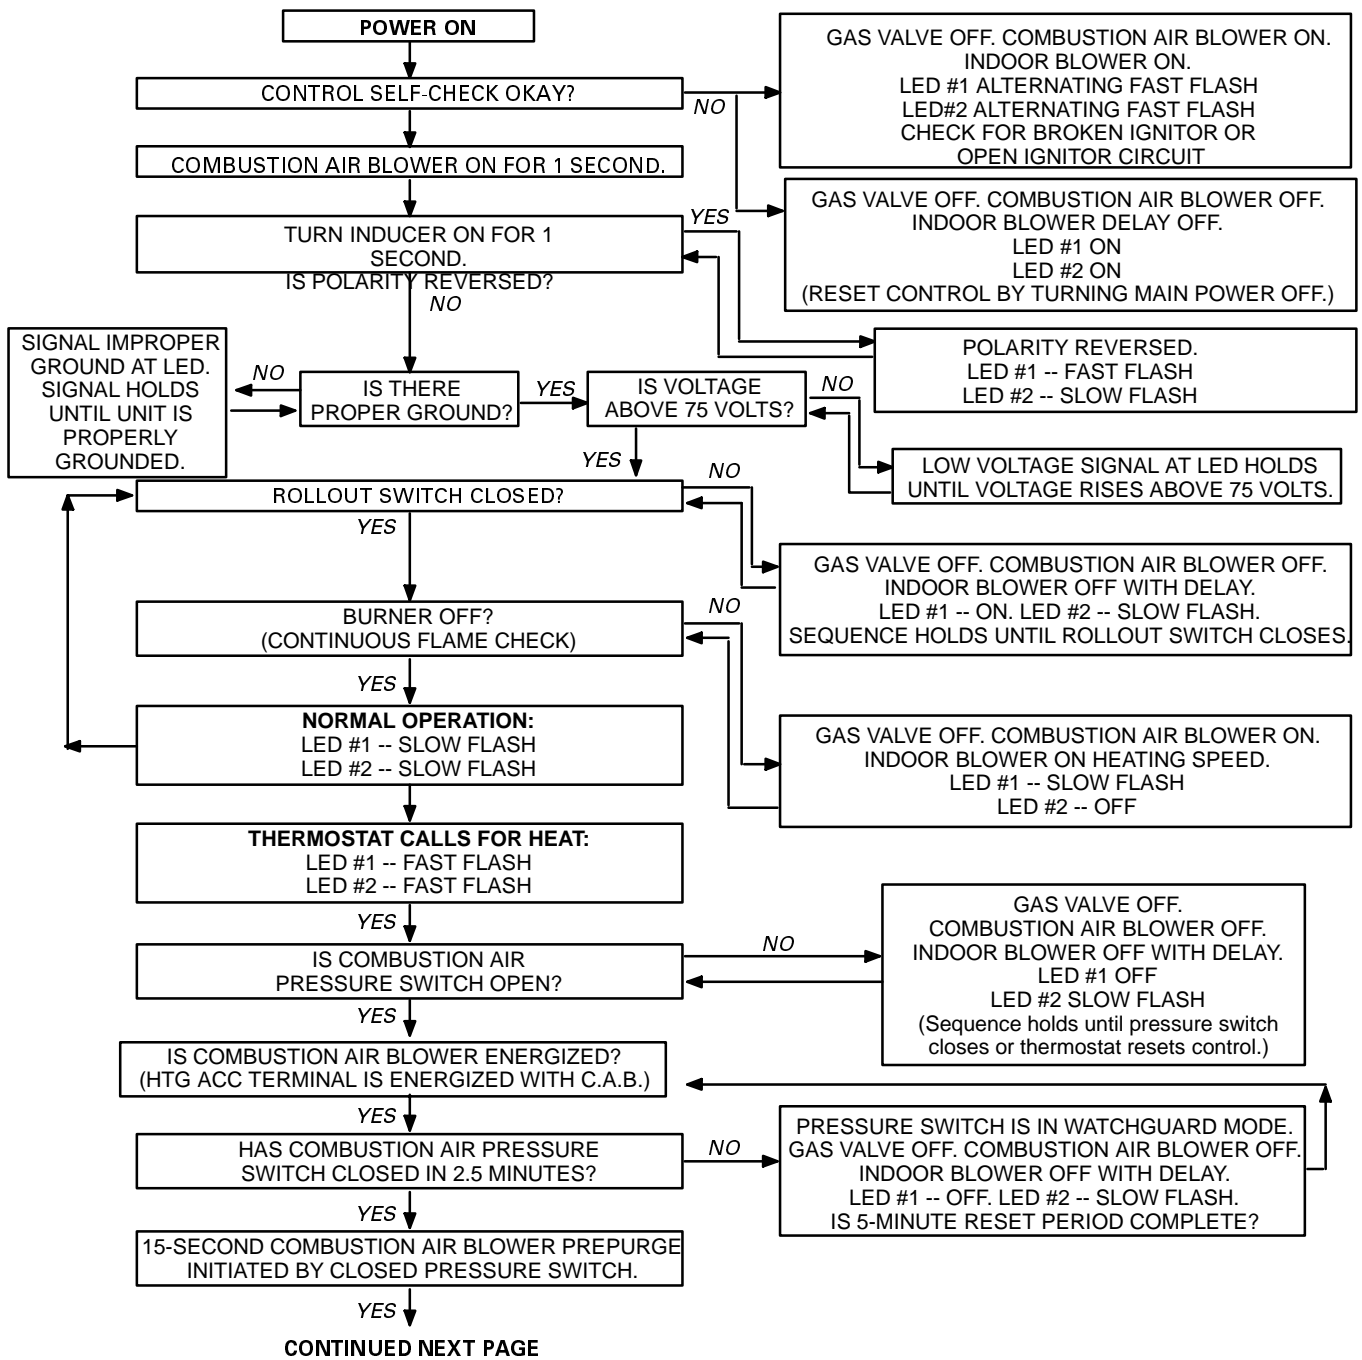 POWER ON
GAS VALVE OFF. COMBUSTION AIR BLOWER ON.
INDOOR BLOWER ON.
LED #1 ALTERNATING FAST FLASH
LED#2 ALTERNATING FAST FLASH
CHECK FOR BROKEN IGNITOR OR
OPEN IGNITOR CIRCUIT
CONTROL SELF-CHECK OKAY?
NO
COMBUSTION AIR BLOWER ON FOR 1 SECOND.
GAS VALVE OFF. COMBUSTION AIR BLOWER OFF.
INDOOR BLOWER DELAY OFF.
LED #1 ON
LED #2 ON
(RESET CONTROL BY TURNING MAIN POWER OFF.)
YES
TURN INDUCER ON FOR 1
SECOND.
IS POLARITY REVERSED?
NO
POLARITY REVERSED.
LED #1 -- FAST FLASH
LED #2 -- SLOW FLASH
SIGNAL IMPROPER
GROUND AT LED.
SIGNAL HOLDS
UNTIL UNIT IS
PROPERLY
GROUNDED.
NO
IS THERE
PROPER GROUND?
YES
IS VOLTAGE
ABOVE 75 VOLTS?
NO
YES
LOW VOLTAGE SIGNAL AT LED HOLDS
UNTIL VOLTAGE RISES ABOVE 75 VOLTS.
ROLLOUT SWITCH CLOSED?
NO
YES
GAS VALVE OFF. COMBUSTION AIR BLOWER OFF.
INDOOR BLOWER OFF WITH DELAY.
LED #1 -- ON. LED #2 -- SLOW FLASH.
SEQUENCE HOLDS UNTIL ROLLOUT SWITCH CLOSES.
BURNER OFF?
(CONTINUOUS FLAME CHECK)
NO
YES
NORMAL OPERATION:
LED #1 -- SLOW FLASH
LED #2 -- SLOW FLASH
GAS VALVE OFF. COMBUSTION AIR BLOWER ON.
INDOOR BLOWER ON HEATING SPEED.
LED #1 -- SLOW FLASH
LED #2 -- OFF
THERMOSTAT CALLS FOR HEAT:
LED #1 -- FAST FLASH
LED #2 -- FAST FLASH
YES
IS COMBUSTION AIR
PRESSURE SWITCH OPEN?
NO
GAS VALVE OFF.
COMBUSTION AIR BLOWER OFF.
INDOOR BLOWER OFF WITH DELAY.
LED #1 OFF
LED #2 SLOW FLASH
(Sequence holds until pressure switch
closes or thermostat resets control.)
YES
IS COMBUSTION AIR BLOWER ENERGIZED?
(HTG ACC TERMINAL IS ENERGIZED WITH C.A.B.)
YES
HAS COMBUSTION AIR PRESSURE
SWITCH CLOSED IN 2.5 MINUTES?
NO
PRESSURE SWITCH IS IN WATCHGUARD MODE.
GAS VALVE OFF. COMBUSTION AIR BLOWER OFF.
INDOOR BLOWER OFF WITH DELAY.
LED #1 -- OFF. LED #2 -- SLOW FLASH.
IS 5-MINUTE RESET PERIOD COMPLETE?
YES
15-SECOND COMBUSTION AIR BLOWER PREPURGE
INITIATED BY CLOSED PRESSURE SWITCH.
YES
CONTINUED NEXT PAGE